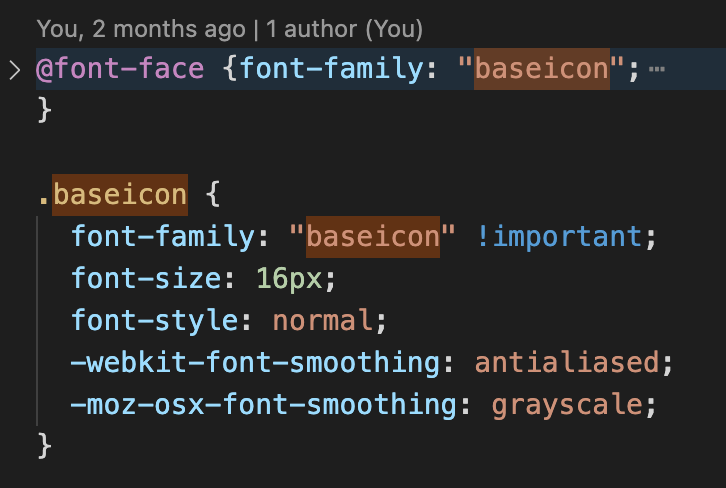 You, 2 months ago | 1 author (You)
@font-face {font-family: "baseicon";⋯
}
.baseicon {
font-family: "baseicon" !important;
font-size: 16px;
font-style: normal;
-webkit-font-smoothing: antialiased;
-moz-osx-font-smoothing: grayscale;
}